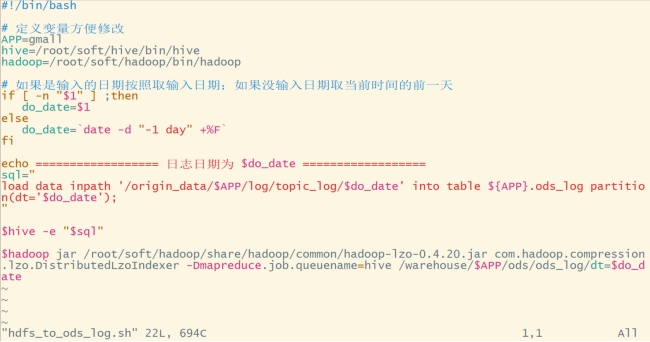 #!/bin/bash
# 定义变量方便修改
APP=gmall
hive=/root/soft/hive/bin/hive
hadoop=/root/soft/hadoop/bin/hadoop
# 如果是输入的日期按照取输入日期；如果没输入日期取当前时间的前一天
if [ -n "$1" ] ;then
   do_date=$1
else
   do_date=`date -d "-1 day" +%F`
fi
echo ================== 日志日期为 $do_date ==================
sql="
load data inpath '/origin_data/$APP/log/topic_log/$do_date' into table ${APP}.ods_log partitio
n(dt='$do_date');
"
$hive -e "$sql"
$hadoop jar /root/soft/hadoop/share/hadoop/common/hadoop-lzo-0.4.20.jar com.hadoop.compression
.lzo.DistributedLzoIndexer -Dmapreduce.job.queuename=hive /warehouse/$APP/ods/ods_log/dt=$do_d
ate
~
~
~
~
"hdfs_to_ods_log.sh" 22L, 694C 1,1 All